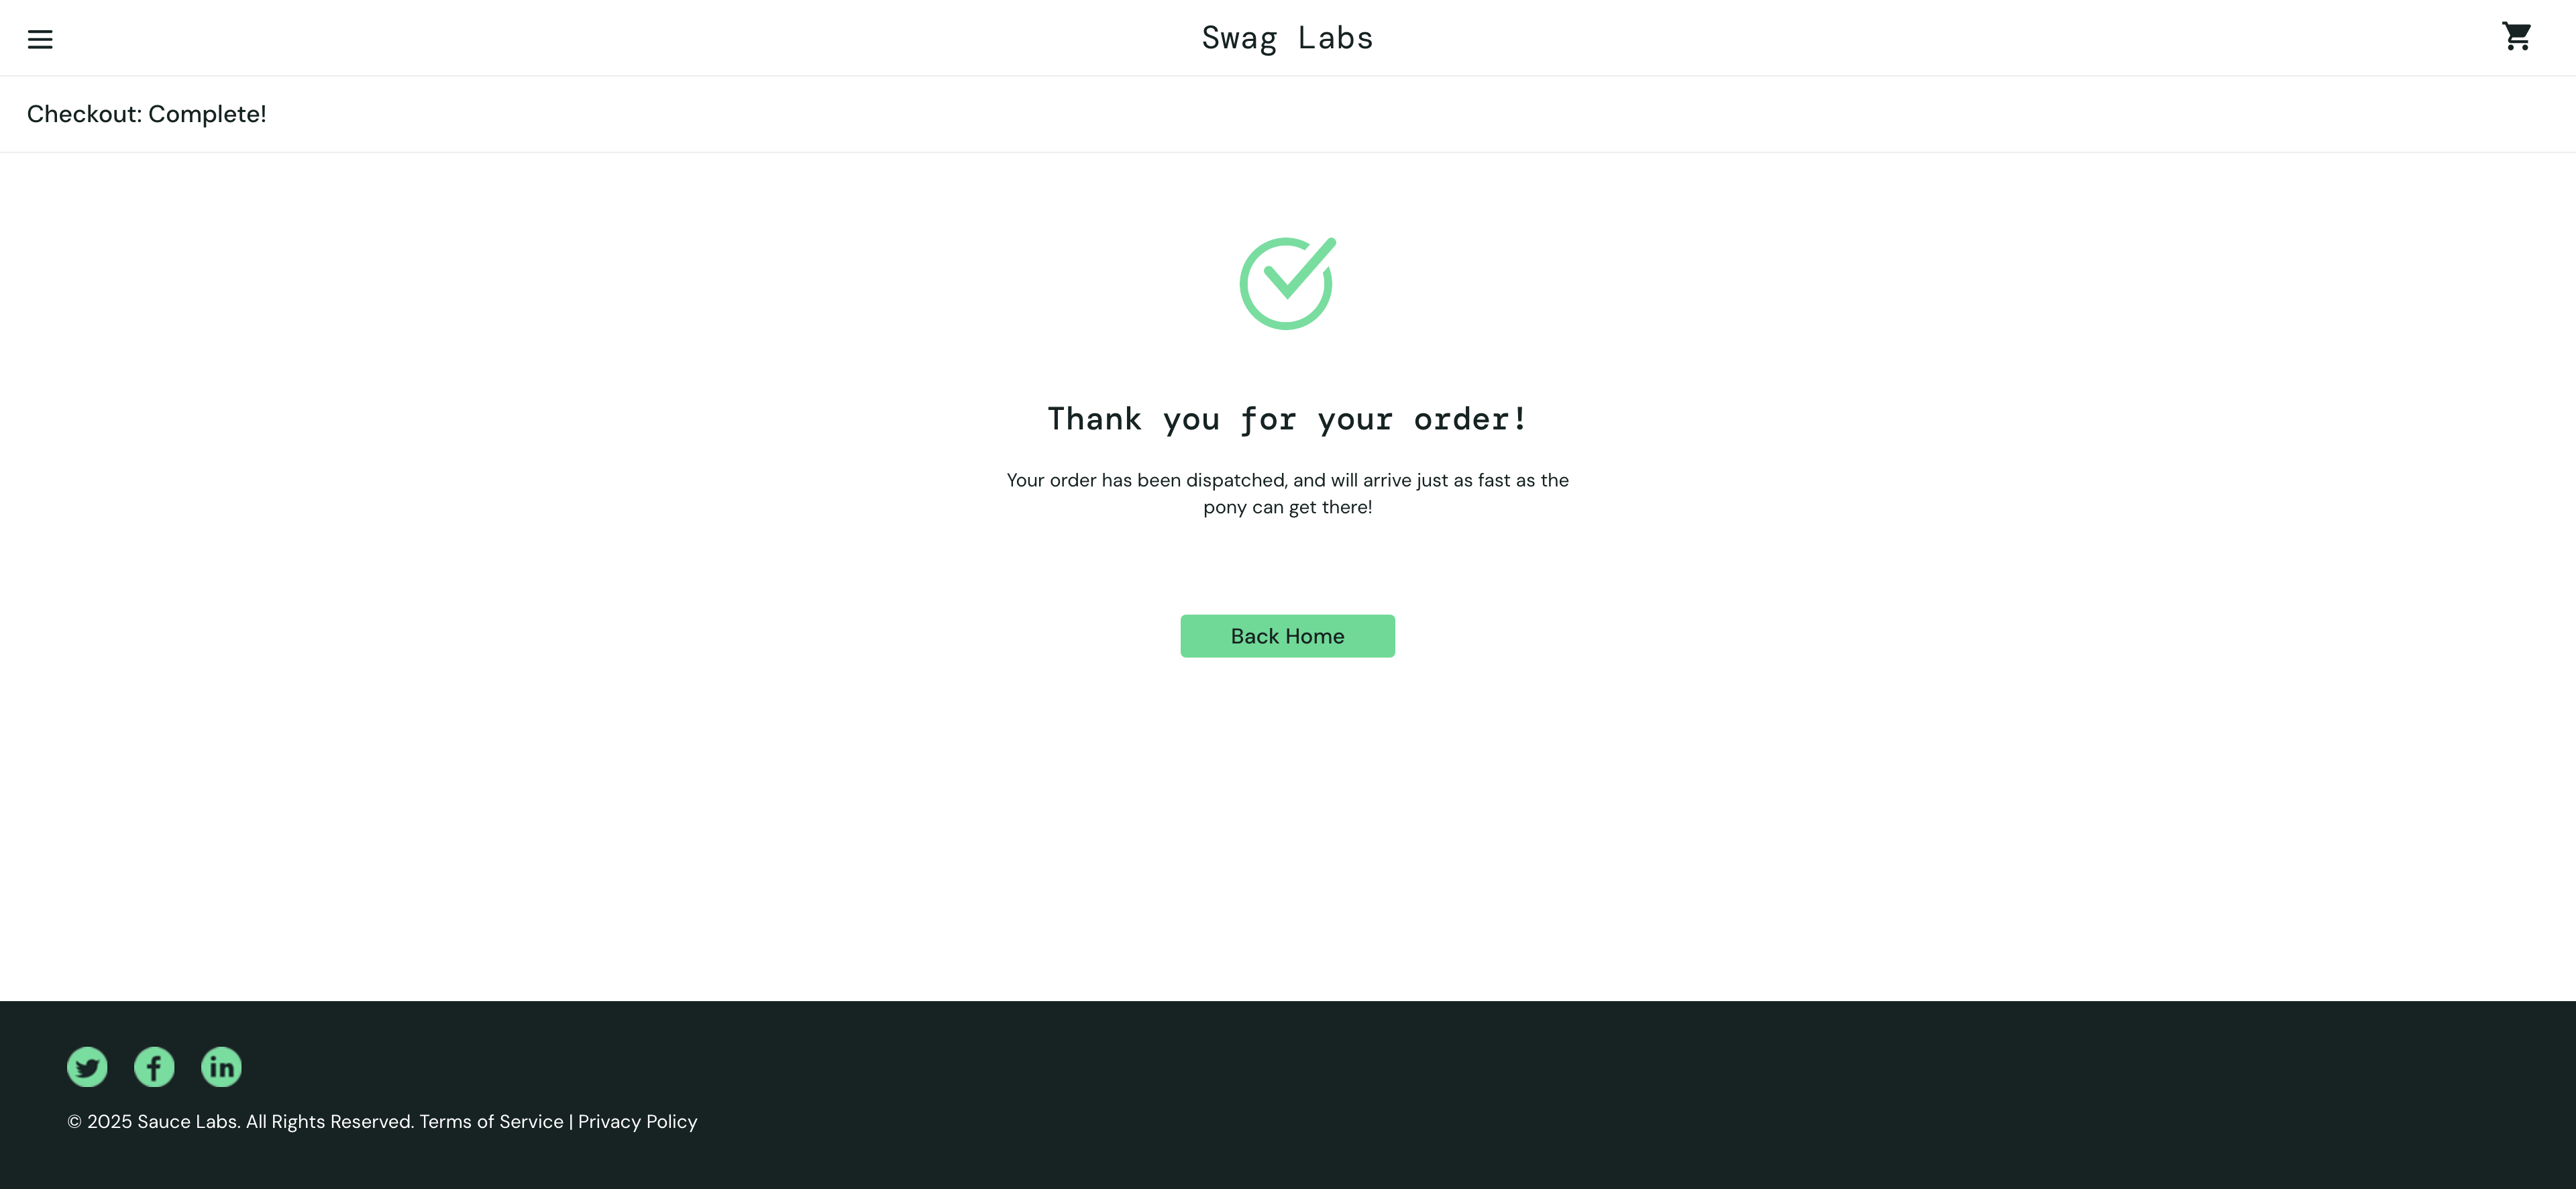 Swag Labs
Checkout: Complete!
Thank you for your order!
Your order has been dispatched, and will arrive just as fast as the
pony can get there!
Back Home
© 2025 Sauce Labs. All Rights Reserved. Terms of Service | Privacy Policy